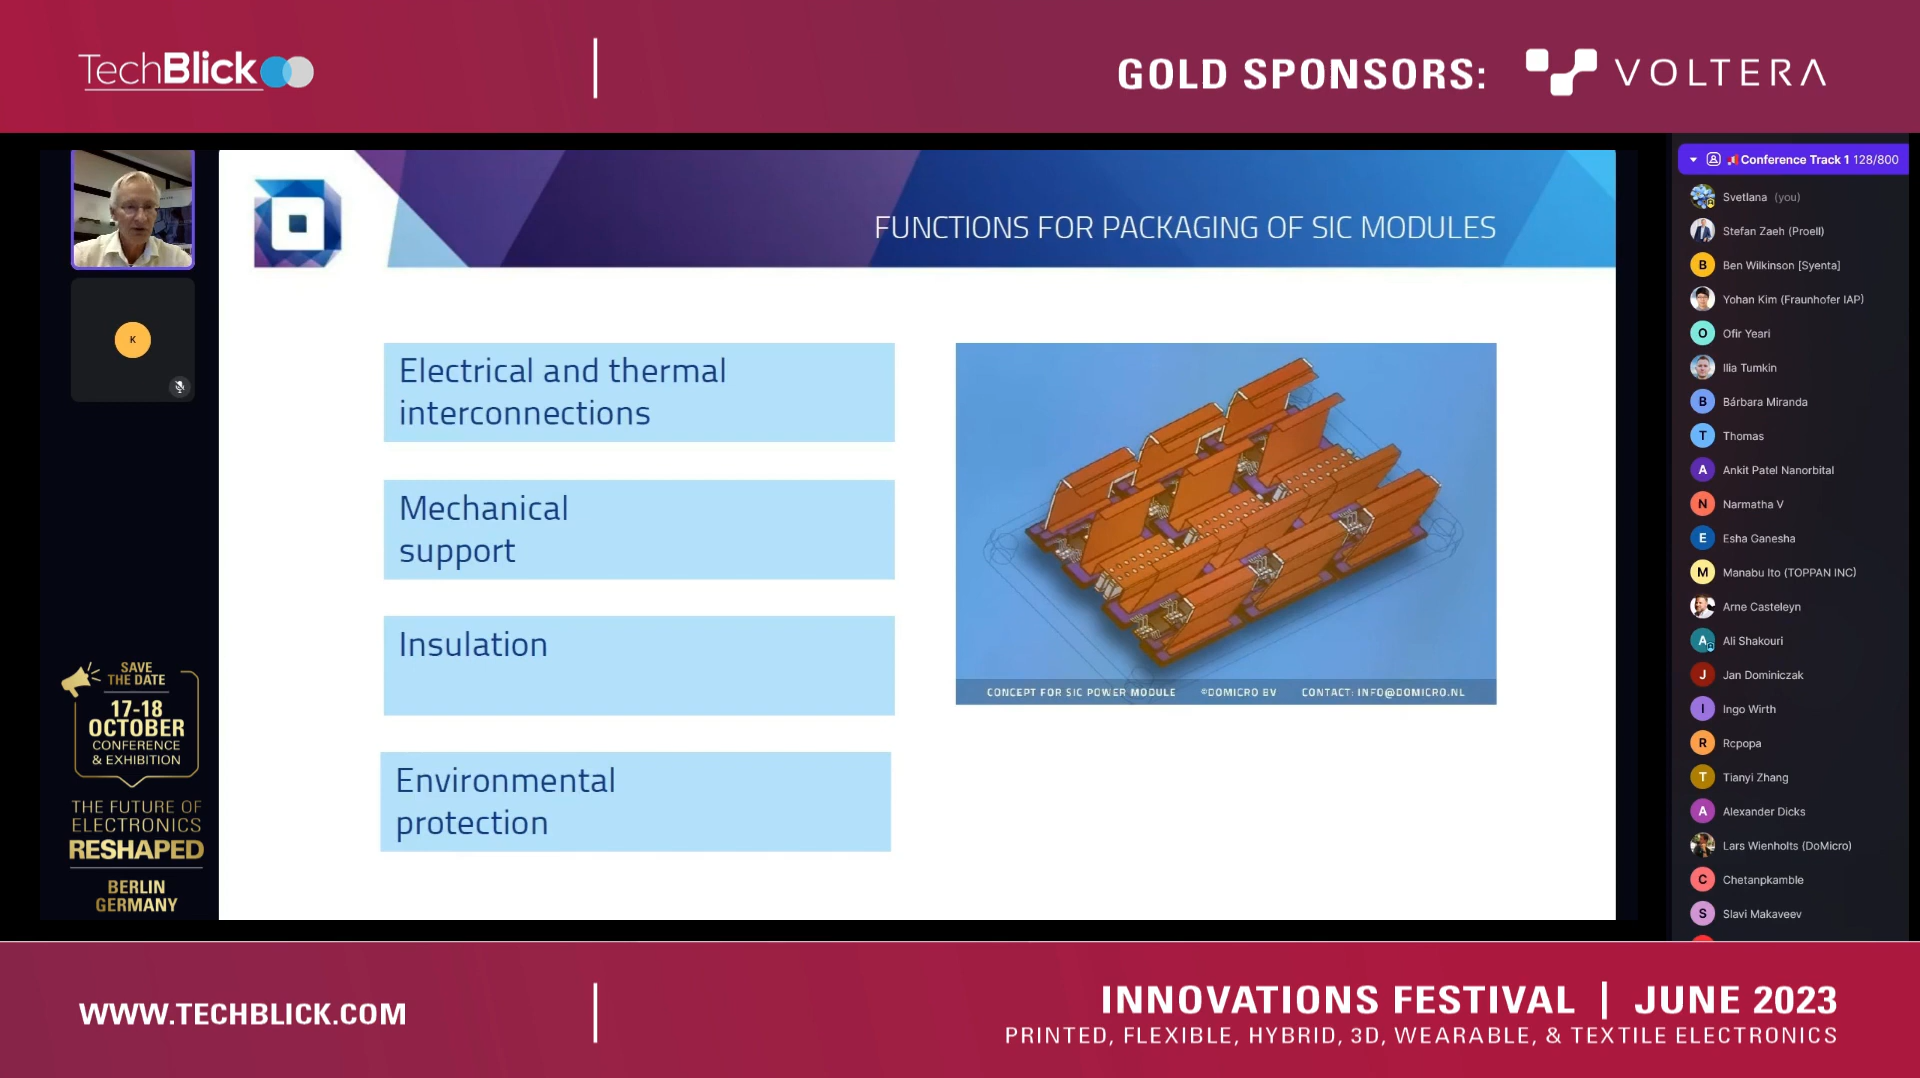 TechBlick
GOLD SPONSORS:
VOLTERA
K
SAVE
THE DATE
17-18
OCTOBER
CONFERENCE
& EXHIBITION
THE FUTURE OF
ELECTRONICS
RESHAPED
BERLIN
GERMANY
FUNCTIONS FOR PACKAGING OF SIC MODULES
Electrical and thermal
interconnections
Mechanical
support
Insulation
Environmental
protection
CONCEPT FOR SIC POWER MODULE ©DOMICRO BV CONTACT: INFO@DOMICRO.NL
Conference Track 1 128/800
Svetlana (you)
Stefan Zaeh (Proell)
B Ben Wilkinson [Syenta]
Yohan Kim (Fraunhofer IAP)
O Ofir Yeari
Ilia Tumkin
B Bárbara Miranda
T Thomas
A Ankit Patel Nanorbital
N Narmatha V
E Esha Ganesha
M Manabu Ito (TOPPAN INC)
Arne Casteleyn
A Ali Shakouri
J Jan Dominiczak
I Ingo Wirth
R Rcpopa
T Tianyi Zhang
A Alexander Dicks
Lars Wienholts (DoMicro)
C Chetanpkamble
S Slavi Makaveev
WWW.TECHBLICK.COM
INNOVATIONS FESTIVAL | JUNE 2023
PRINTED, FLEXIBLE, HYBRID, 3D, WEARABLE, & TEXTILE ELECTRONICS